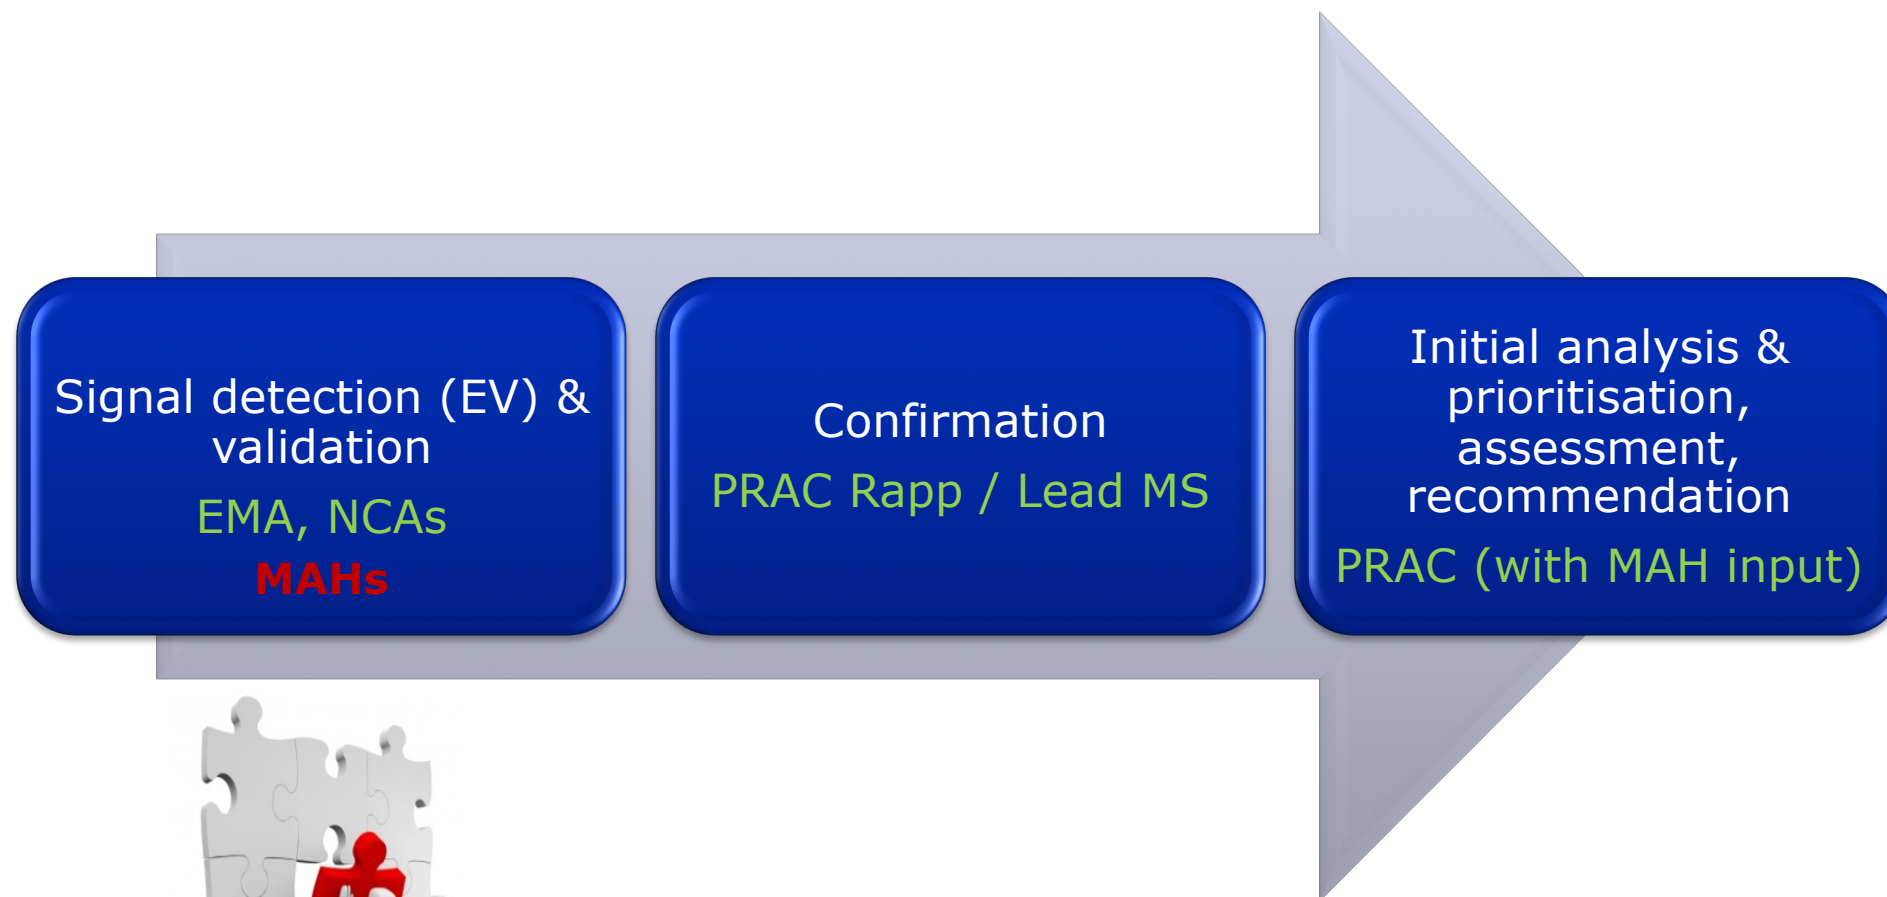 Signal detection (EV) &
validation
EMA, NCAs
MAHs
Confirmation
PRAC Rapp / Lead MS
Initial analysis &
prioritisation,
assessment,
recommendation
PRAC (with MAH input)